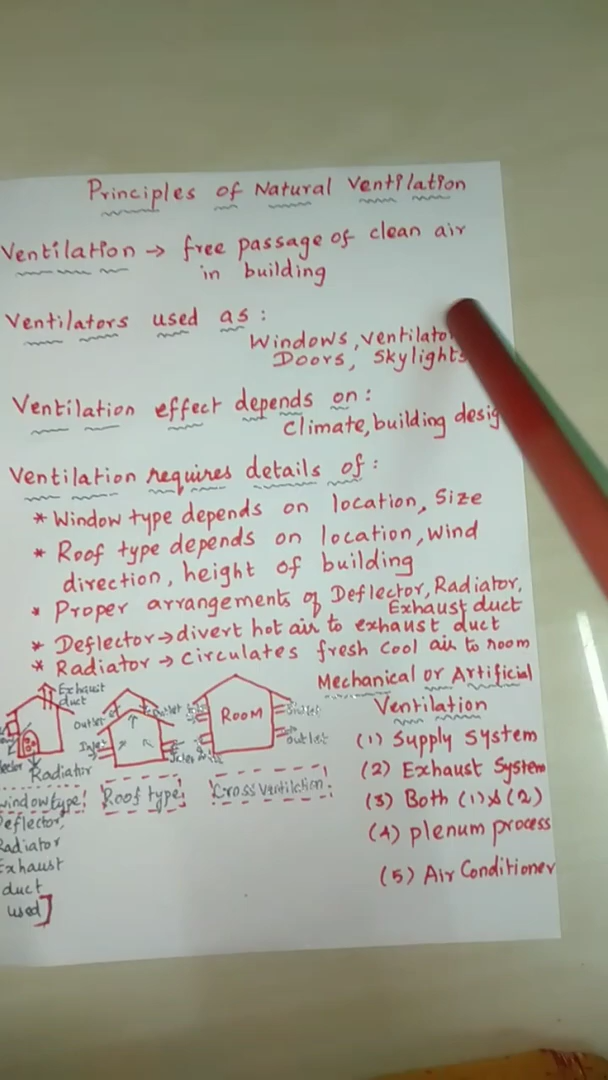 Principles of Natural Ventilation
Ventilation → free passage of clean air
in building
Ventilators used as :
Windows, ventilato
Doors, Skylights
Ventilation effect depends on :
Climate, building desig
Ventilation requires details of :
* Window type depends on location, Size
* Roof type depends on location, wind
direction, height of building
* Proper arrangements of Deflector, Radiator,
Exhaust duct
* Deflector → divert hot air to exhaust duct
* Radiator → circulates fresh cool air to room
Mechanical or Artificial
Ventilation
(1) Supply System
(2) Exhaust System
(3) Both (1) & (2)
(4) plenum process
(5) Air Conditioner
Exhaust
duct
Radiator
Outlet
Inlet
ROOM
outlet
window type
Roof type
Cross ventilation
Deflector,
Radiator
Exhaust
duct
used]